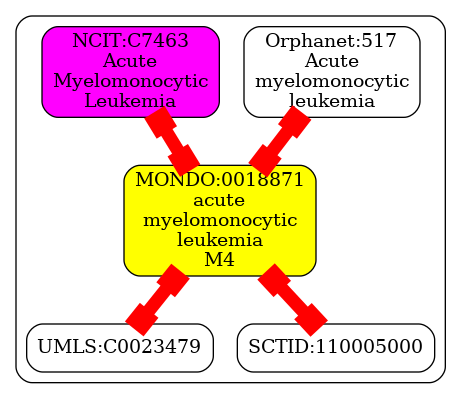 NCIT:C7463
Acute
Myelomonocytic
Leukemia
Orphanet:517
Acute
myelomonocytic
leukemia
MONDO:0018871
acute
myelomonocytic
leukemia
M4
UMLS:C0023479
SCTID:110005000